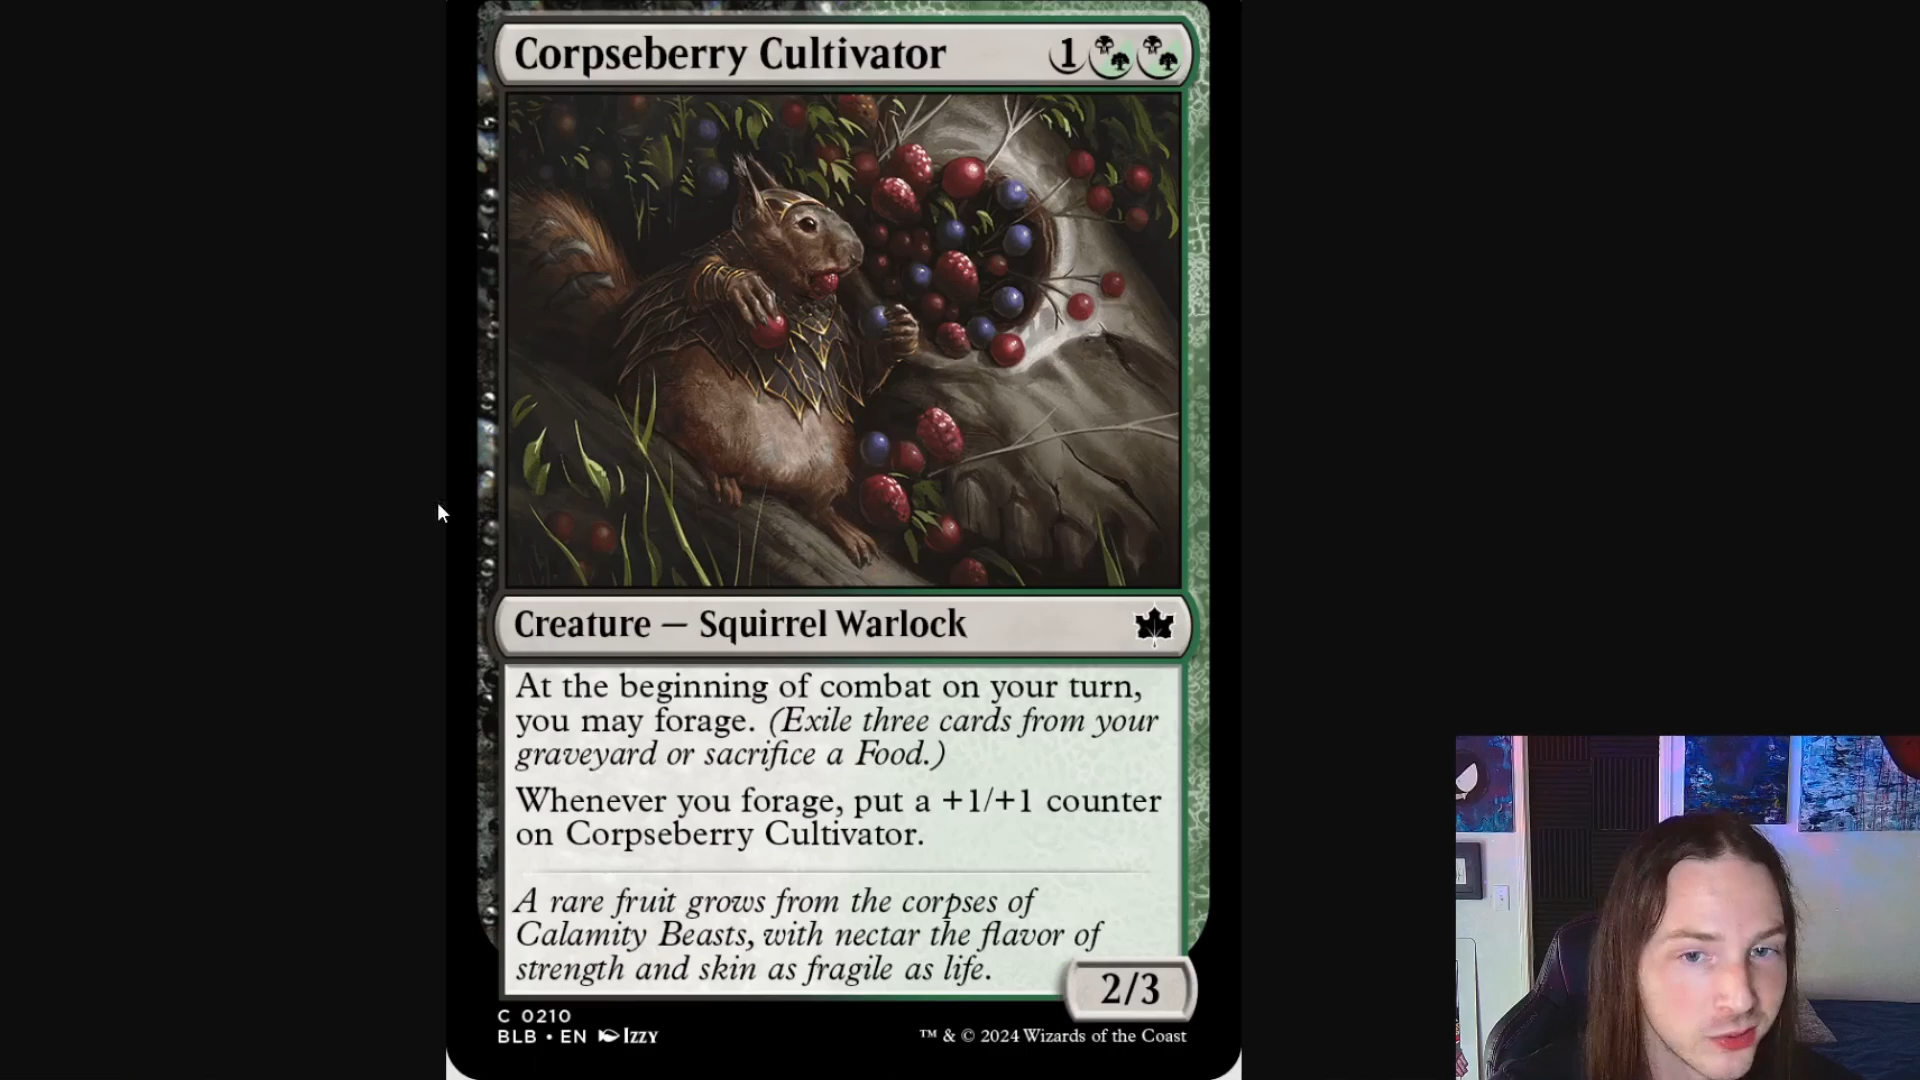 Corpseberry Cultivator 1
Creature — Squirrel Warlock
At the beginning of combat on your turn,
you may forage. (Exile three cards from your
graveyard or sacrifice a Food.)
Whenever you forage, put a +1/+1 counter
on Corpseberry Cultivator.
A rare fruit grows from the corpses of
Calamity Beasts, with nectar the flavor of
strength and skin as fragile as life.
2/3
C 0210
BLB • EN Izzy
™ & © 2024 Wizards of the Coast